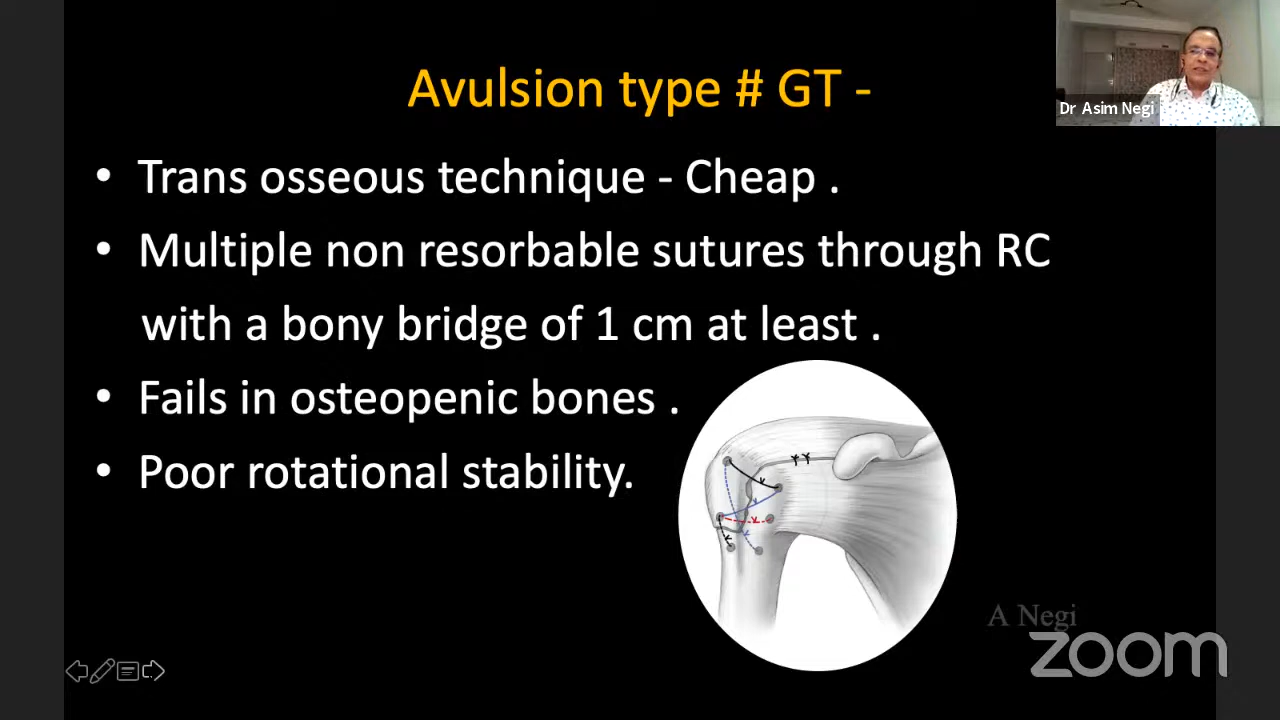 Avulsion type # GT -
Dr Asim Negi
• Trans osseous technique - Cheap .
• Multiple non resorbable sutures through RC
with a bony bridge of 1 cm at least .
• Fails in osteopenic bones .
• Poor rotational stability.
A Negi
zoom